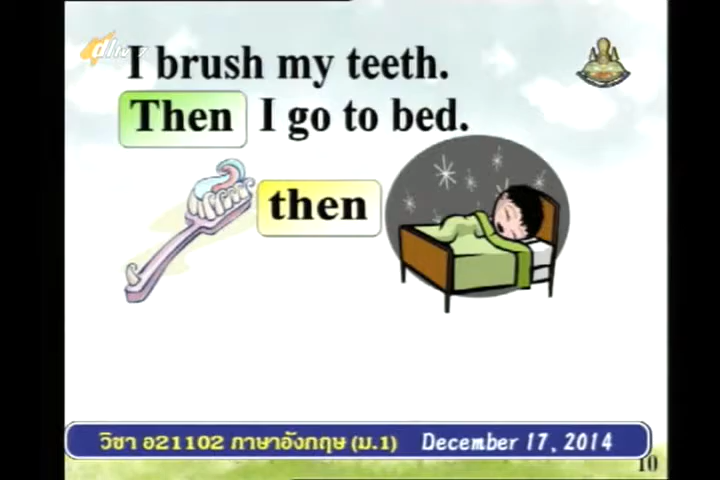 I brush my teeth.
Then I go to bed.
then
วิชา อ21102 ภาษาอังกฤษ (ม.1) December 17, 2014
10